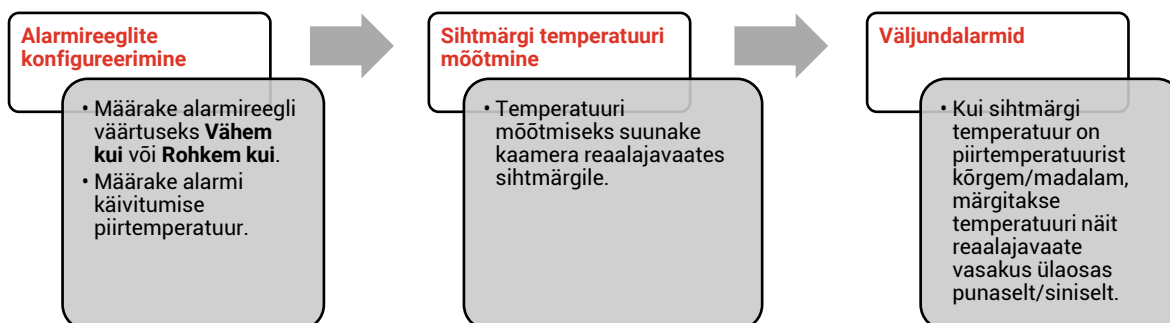 Alarmireeglite
konfigureerimine
• Määrake alarmireegli
väärtuseks Vähem
kui või Rohkem kui.
• Määrake alarmi
käivitumise
piirtemperatuur.
Sihtmärgi temperatuuri
mõõtmine
• Temperatuuri
mõõtmiseks suunake
kaamera reaalajavaates
sihtmärgile.
Väljundalarmid
• Kui sihtmärgi
temperatuur on
piirtemperatuurist
kõrgem/madalam,
märgitakse
temperatuuri näit
reaalajavaate
vasakus ülaosas
punaselt/siniselt.